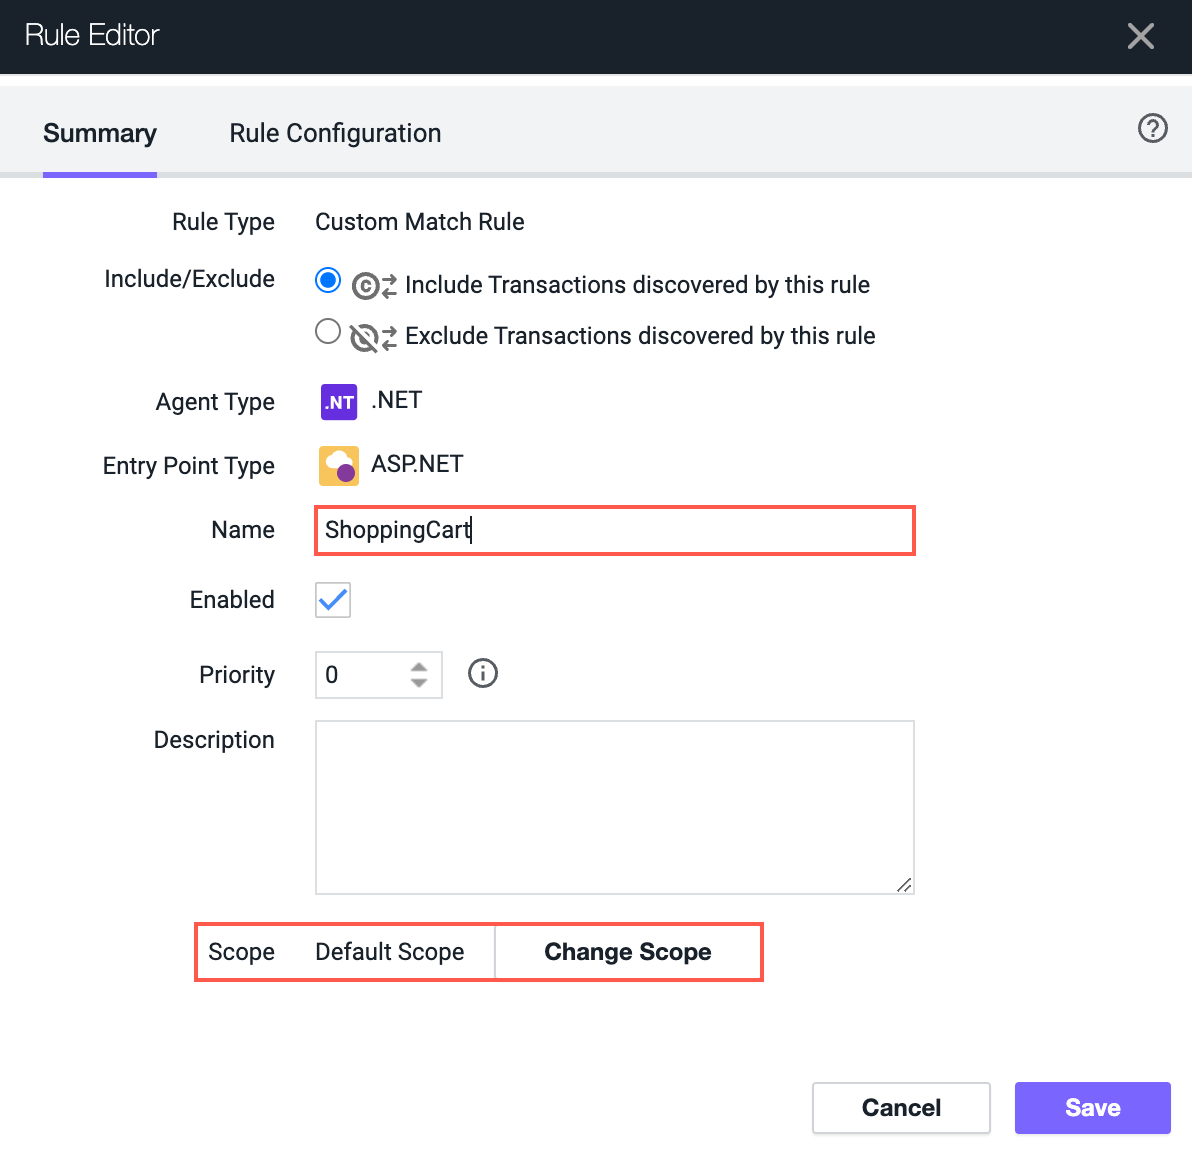 Rule Editor
Summary Rule Configuration
Rule Type Custom Match Rule
Include/Exclude Include Transactions discovered by this rule
Exclude Transactions discovered by this rule
Agent Type .NT .NET
Entry Point Type ASP.NET
Name ShoppingCart
Enabled
Priority 0
Description
Scope Default Scope Change Scope
Cancel Save